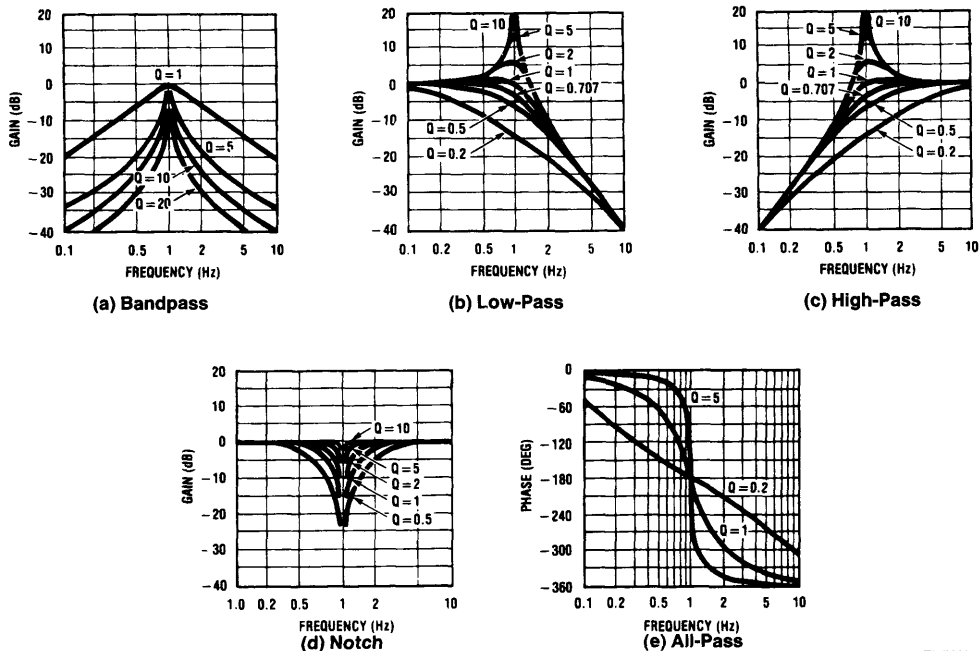 20
10
0
-10
-20
-30
-40
GAIN (dB)
Q = 1
Q = 5
Q = 10
Q = 20
0.1 0.5 1 2 5 10
FREQUENCY (Hz)
(a) Bandpass
20
10
0
-10
-20
-30
-40
GAIN (dB)
Q = 10
Q = 5
Q = 2
Q = 1
Q = 0.707
Q = 0.5
Q = 0.2
0.1 0.2 0.5 1 2 5 10
FREQUENCY (Hz)
(b) Low-Pass
20
10
0
-10
-20
-30
-40
GAIN (dB)
Q = 10
Q = 5
Q = 2
Q = 1
Q = 0.707
Q = 0.5
Q = 0.2
0.1 0.2 0.5 1 2 5 10
FREQUENCY (Hz)
(c) High-Pass
20
10
0
-10
-20
-30
-40
GAIN (dB)
Q = 10
Q = 5
Q = 2
Q = 1
Q = 0.5
1.0 0.2 0.5 1 2 10
FREQUENCY (Hz)
(d) Notch
0
-60
-120
-180
-240
-300
-360
PHASE (DEG)
Q = 5
Q = 0.2
Q = 1
0.1 0.2 0.5 1 2 5 10
FREQUENCY (Hz)
(e) All-Pass